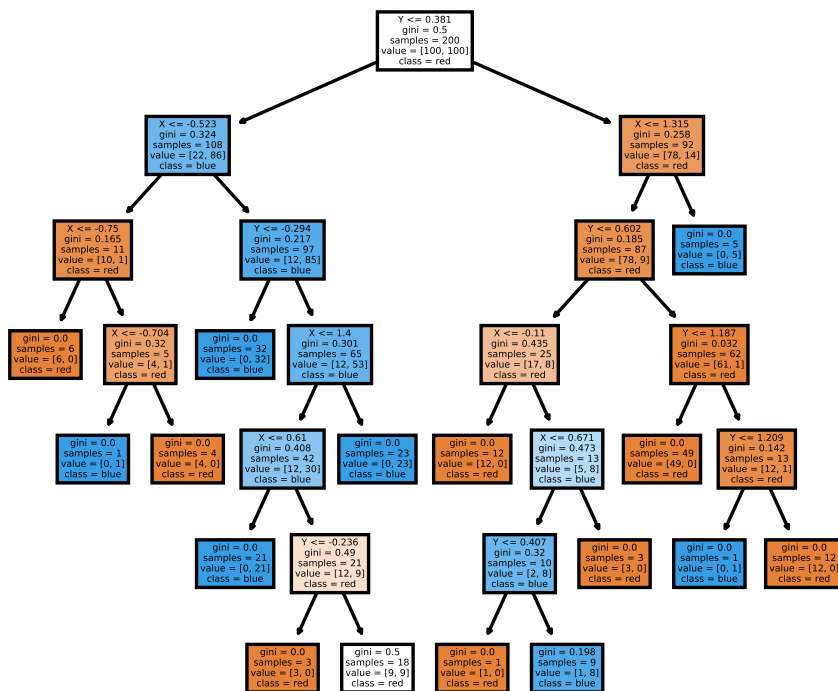 Y <= 0.381
gini = 0.5
samples = 200
value = [100, 100]
class = red
X <= -0.523
gini = 0.324
samples = 108
value = [22, 86]
class = blue
X <= 1.315
gini = 0.258
samples = 92
value = [78, 14]
class = red
X <= -0.75
gini = 0.165
samples = 11
value = [10, 1]
class = red
Y <= -0.294
gini = 0.217
samples = 97
value = [12, 85]
class = blue
Y <= 0.602
gini = 0.185
samples = 87
value = [78, 9]
class = red
gini = 0.0
samples = 5
value = [0, 5]
class = blue
gini = 0.0
samples = 6
value = [6, 0]
class = red
X <= -0.704
gini = 0.32
samples = 5
value = [4, 1]
class = red
gini = 0.0
samples = 32
value = [0, 32]
class = blue
X <= 1.4
gini = 0.301
samples = 65
value = [12, 53]
class = blue
X <= -0.11
gini = 0.435
samples = 25
value = [17, 8]
class = red
Y <= 1.187
gini = 0.032
samples = 62
value = [61, 1]
class = red
gini = 0.0
samples = 1
value = [0, 1]
class = blue
gini = 0.0
samples = 4
value = [4, 0]
class = red
X <= 0.61
gini = 0.408
samples = 42
value = [12, 30]
class = blue
gini = 0.0
samples = 23
value = [0, 23]
class = blue
gini = 0.0
samples = 12
value = [12, 0]
class = red
X <= 0.671
gini = 0.473
samples = 13
value = [5, 8]
class = blue
gini = 0.0
samples = 49
value = [49, 0]
class = red
Y <= 1.209
gini = 0.142
samples = 13
value = [12, 1]
class = red
gini = 0.0
samples = 21
value = [0, 21]
class = blue
Y <= -0.236
gini = 0.49
samples = 21
value = [12, 9]
class = red
Y <= 0.407
gini = 0.32
samples = 10
value = [2, 8]
class = blue
gini = 0.0
samples = 3
value = [3, 0]
class = red
gini = 0.0
samples = 1
value = [0, 1]
class = blue
gini = 0.0
samples = 12
value = [12, 0]
class = red
gini = 0.0
samples = 3
value = [3, 0]
class = red
gini = 0.5
samples = 18
value = [9, 9]
class = red
gini = 0.0
samples = 1
value = [1, 0]
class = red
gini = 0.198
samples = 9
value = [1, 8]
class = blue